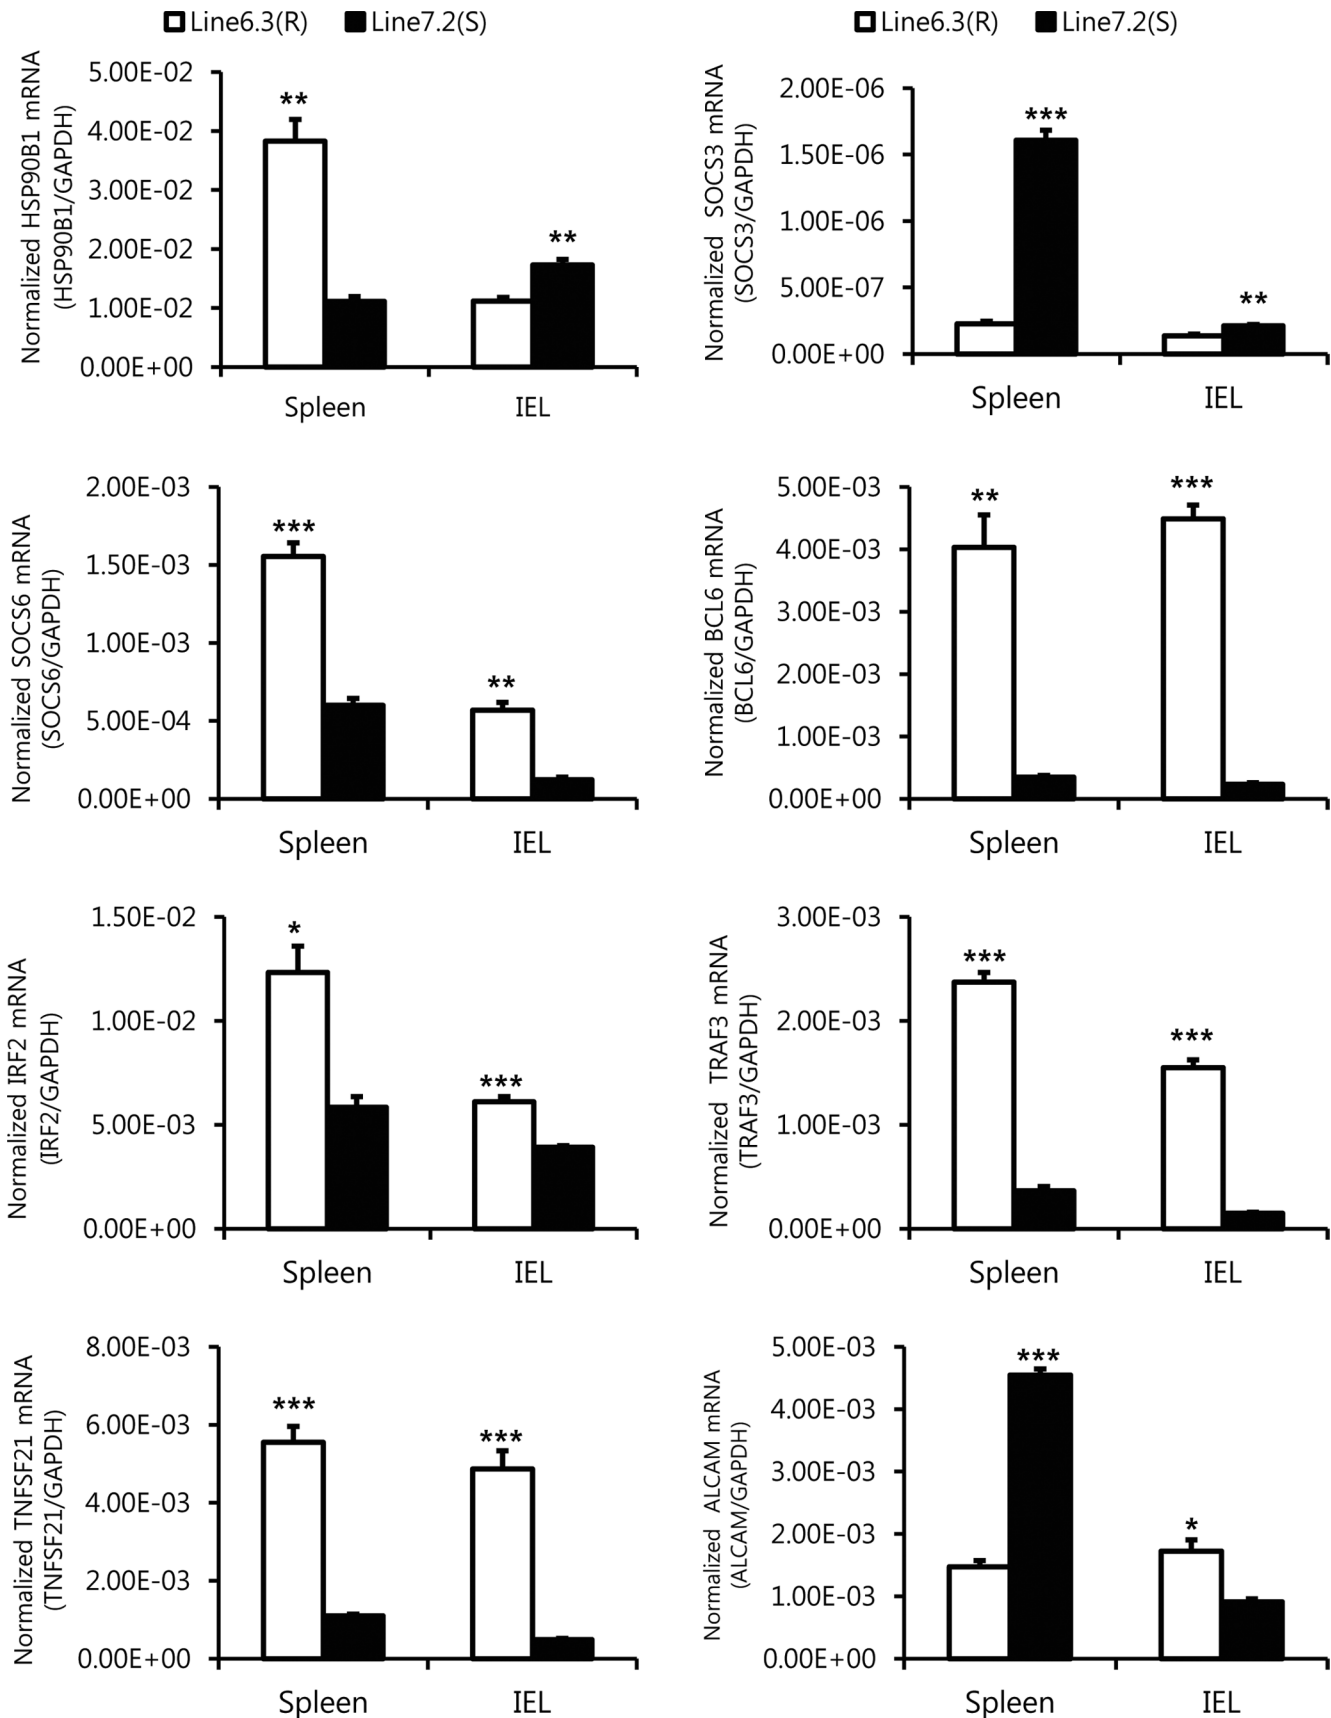 Line6.3(R) Line7.2(S)
Line6.3(R) Line7.2(S)
Normalized HSP90B1 mRNA
(HSP90B1/GAPDH)
5.00E-02
4.00E-02
3.00E-02
2.00E-02
1.00E-02
0.00E+00
**
**
Spleen IEL
Normalized SOCS3 mRNA
(SOCS3/GAPDH)
2.00E-06
1.50E-06
1.00E-06
5.00E-07
0.00E+00
***
**
Spleen IEL
Normalized SOCS6 mRNA
(SOCS6/GAPDH)
2.00E-03
1.50E-03
1.00E-03
5.00E-04
0.00E+00
***
**
Spleen IEL
Normalized BCL6 mRNA
(BCL6/GAPDH)
5.00E-03
4.00E-03
3.00E-03
2.00E-03
1.00E-03
0.00E+00
**
***
Spleen IEL
Normalized IRF2 mRNA
(IRF2/GAPDH)
1.50E-02
1.00E-02
5.00E-03
0.00E+00
*
***
Spleen IEL
Normalized TRAF3 mRNA
(TRAF3/GAPDH)
3.00E-03
2.00E-03
1.00E-03
0.00E+00
***
***
Spleen IEL
Normalized TNFSF21 mRNA
(TNFSF21/GAPDH)
8.00E-03
6.00E-03
4.00E-03
2.00E-03
0.00E+00
***
***
Spleen IEL
Normalized ALCAM mRNA
(ALCAM/GAPDH)
5.00E-03
4.00E-03
3.00E-03
2.00E-03
1.00E-03
0.00E+00
***
*
Spleen IEL